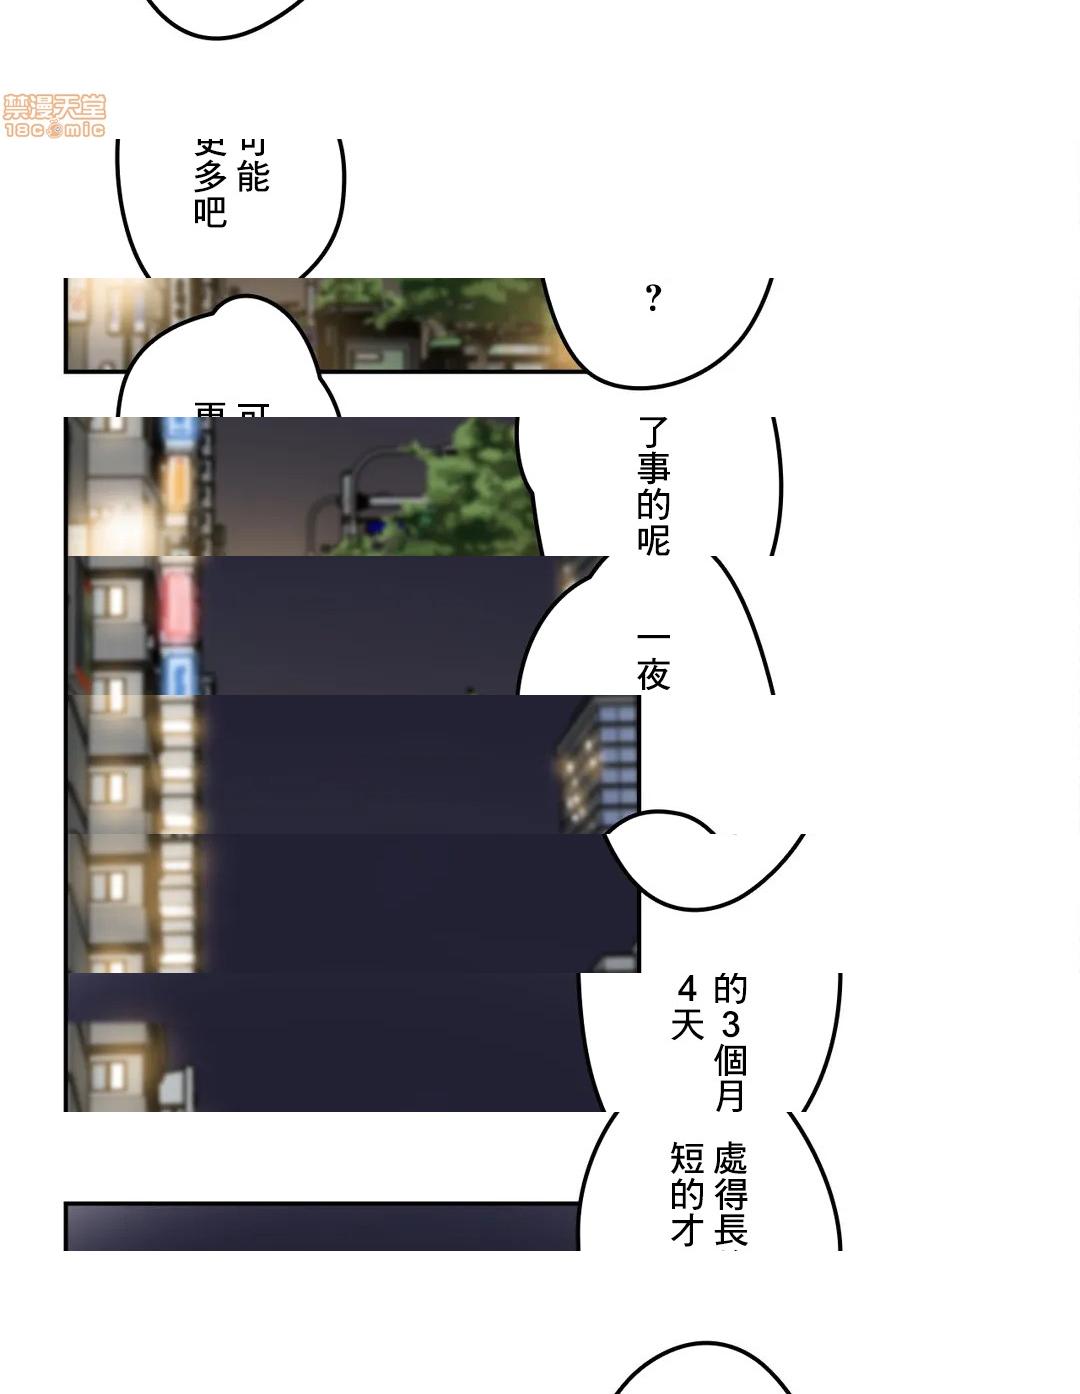 禁漫天堂
18comic
可能
更多吧
?
可
更
了事的呢
一夜
的3個月
4天
處得長
短的才